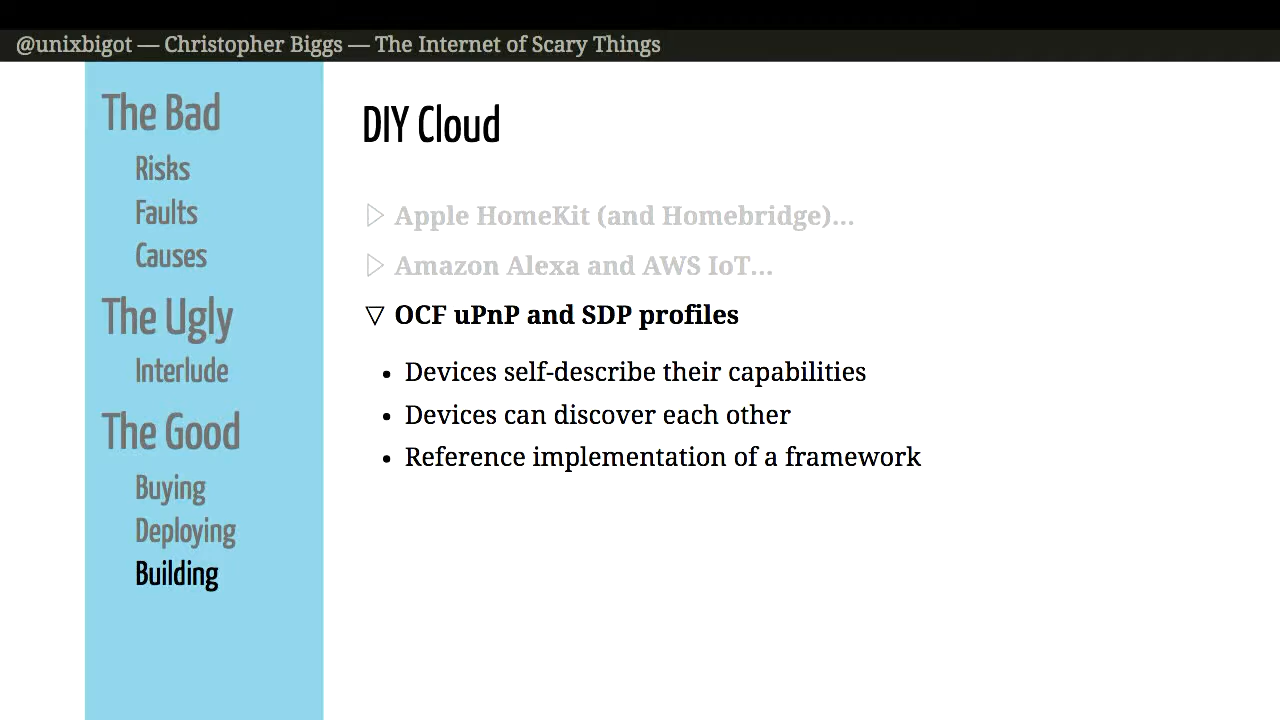 @unixbigot — Christopher Biggs — The Internet of Scary Things
The Bad
Risks
Faults
Causes
The Ugly
Interlude
The Good
Buying
Deploying
Building
DIY Cloud
▷ Apple HomeKit (and Homebridge)...
▷ Amazon Alexa and AWS IoT...
▽ OCF uPnP and SDP profiles
• Devices self-describe their capabilities
• Devices can discover each other
• Reference implementation of a framework